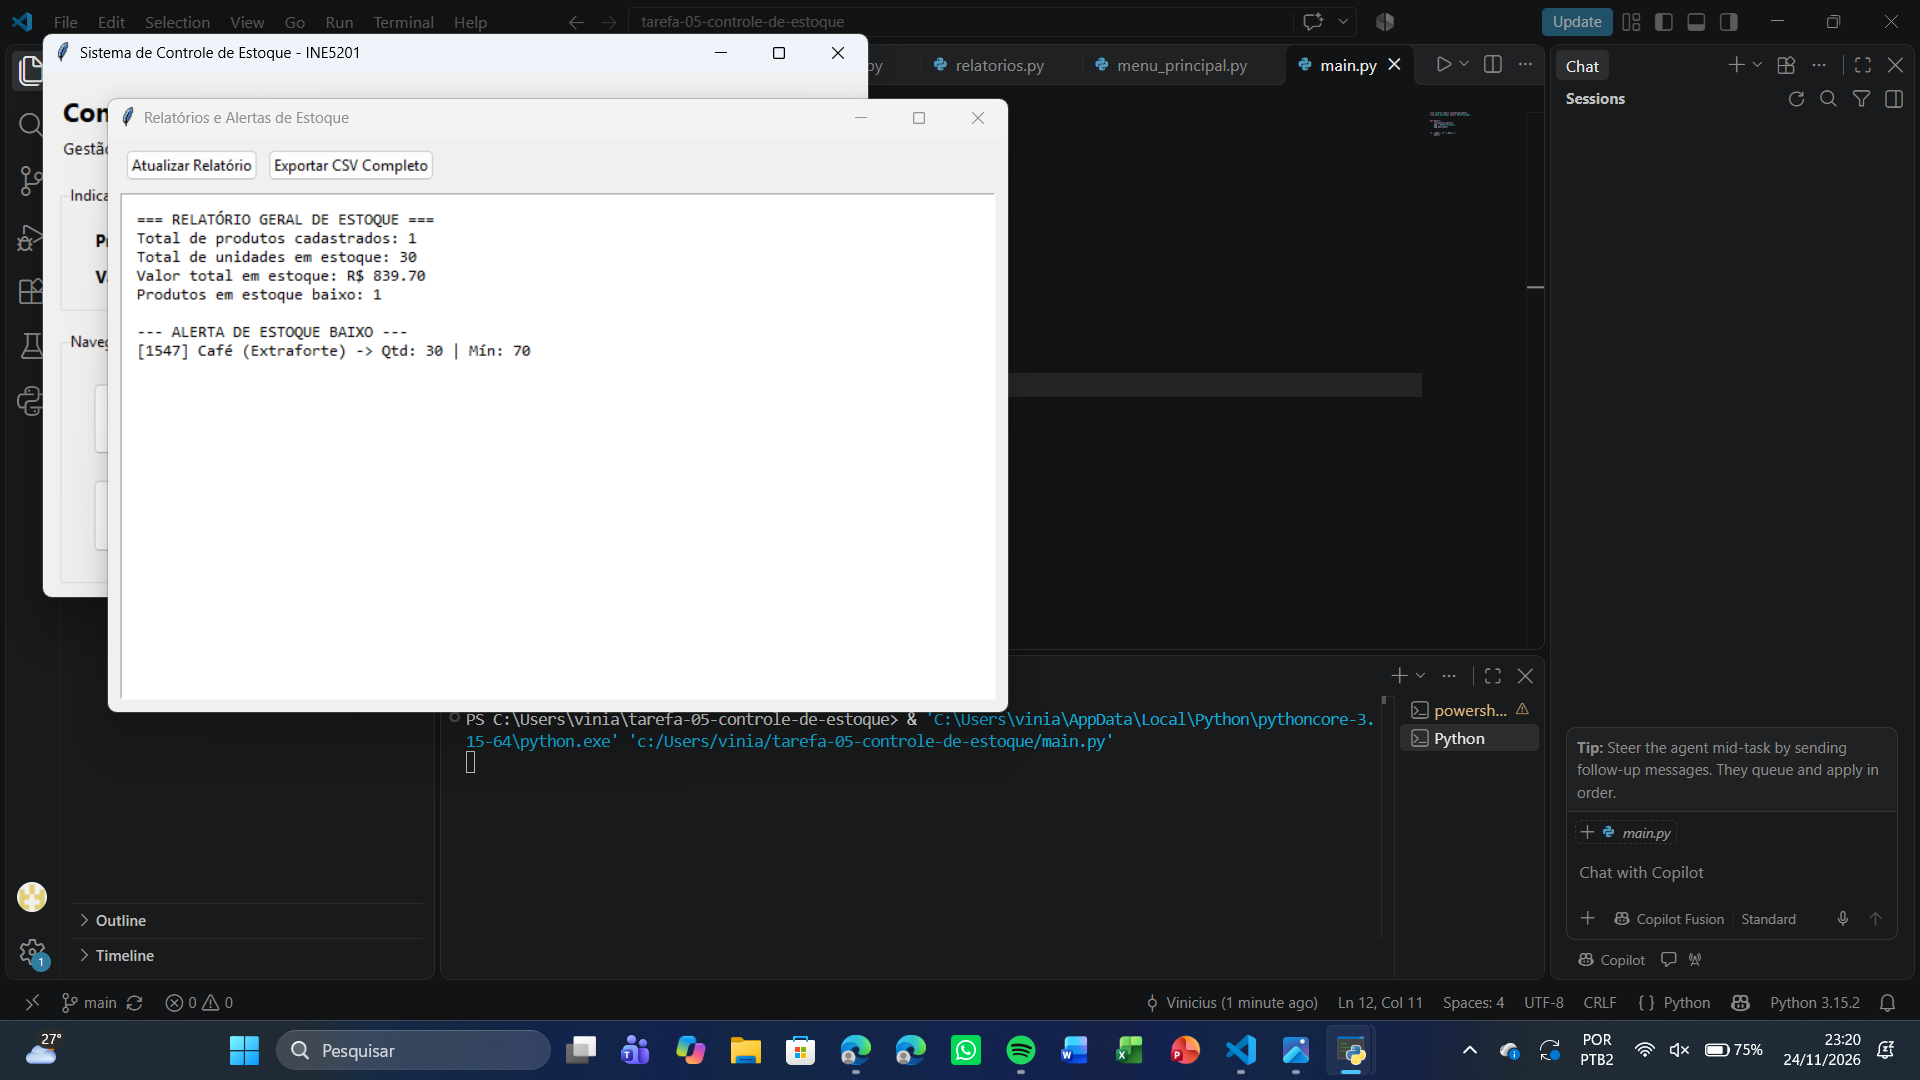 File Edit Selection View Go Run Terminal Help
tarefa-05-controle-de-estoque
Update
Sistema de Controle de Estoque - INE5201
py
relatorios.py
menu_principal.py
main.py
Chat
Sessions
Con
Gestão
Indica
Pr
Va
Naveg
Relatórios e Alertas de Estoque
Atualizar Relatório
Exportar CSV Completo
=== RELATÓRIO GERAL DE ESTOQUE ===
Total de produtos cadastrados: 1
Total de unidades em estoque: 30
Valor total em estoque: R$ 839.70
Produtos em estoque baixo: 1
--- ALERTA DE ESTOQUE BAIXO ---
[1547] Café (Extraforte) -> Qtd: 30 | Mín: 70
PS C:\Users\vinia\tarefa-05-controle-de-estoque> & 'C:\Users\vinia\AppData\Local\Python\pythoncore-3.
15-64\python.exe' 'c:/Users/vinia/tarefa-05-controle-de-estoque/main.py'
powersh...
Python
Tip: Steer the agent mid-task by sending
follow-up messages. They queue and apply in
order.
main.py
Chat with Copilot
Copilot Fusion
Standard
Copilot
Outline
Timeline
1
main
0
0
Vinicius (1 minute ago)
Ln 12, Col 11
Spaces: 4
UTF-8
CRLF
{ } Python
Python 3.15.2
27°
Pesquisar
POR
PTB2
75%
23:20
24/11/2026